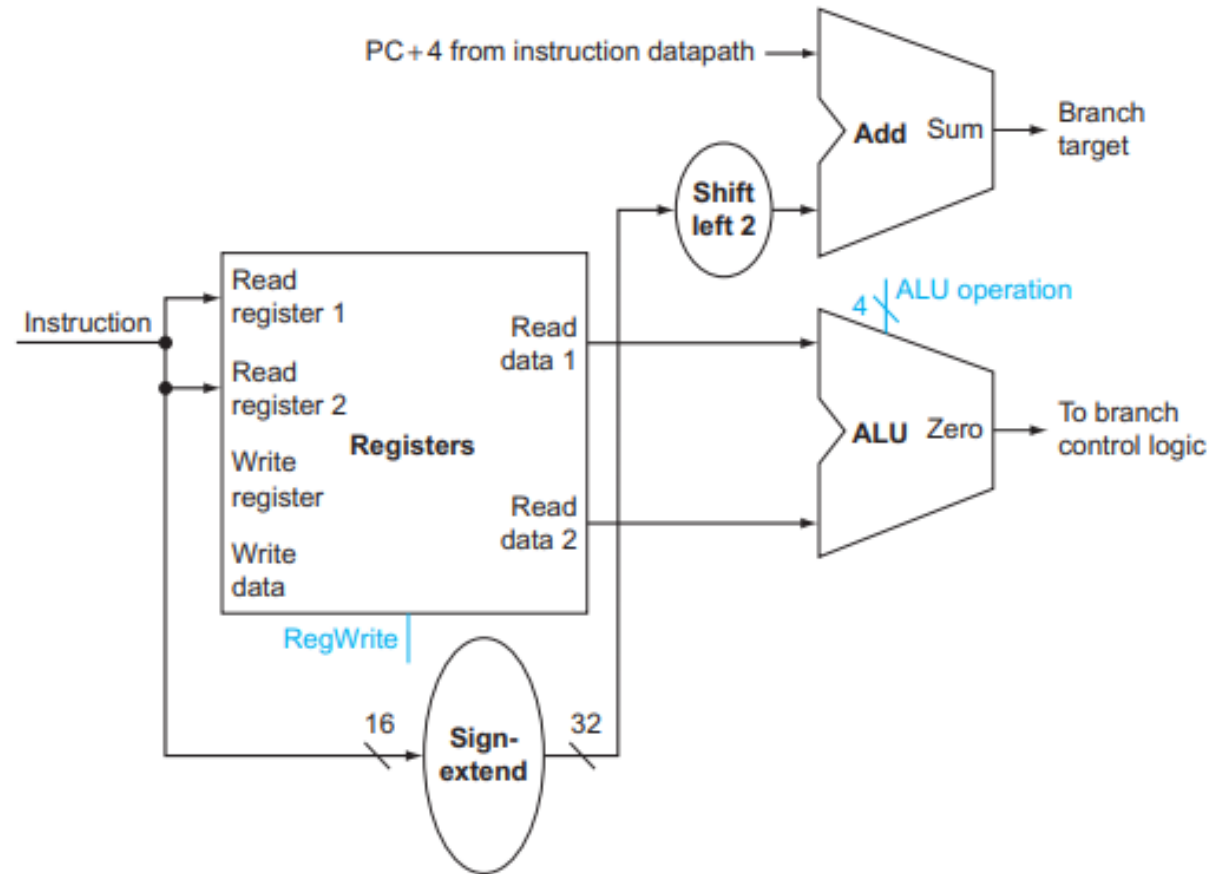 PC+4 from instruction datapath
Add Sum
Branch
target
Shift
left 2
Read
register 1
Instruction
Read
data 1
ALU operation
4
Read
register 2
Registers
ALU Zero
To branch
control logic
Write
register
Read
data 2
Write
data
RegWrite
16
32
Sign-
extend